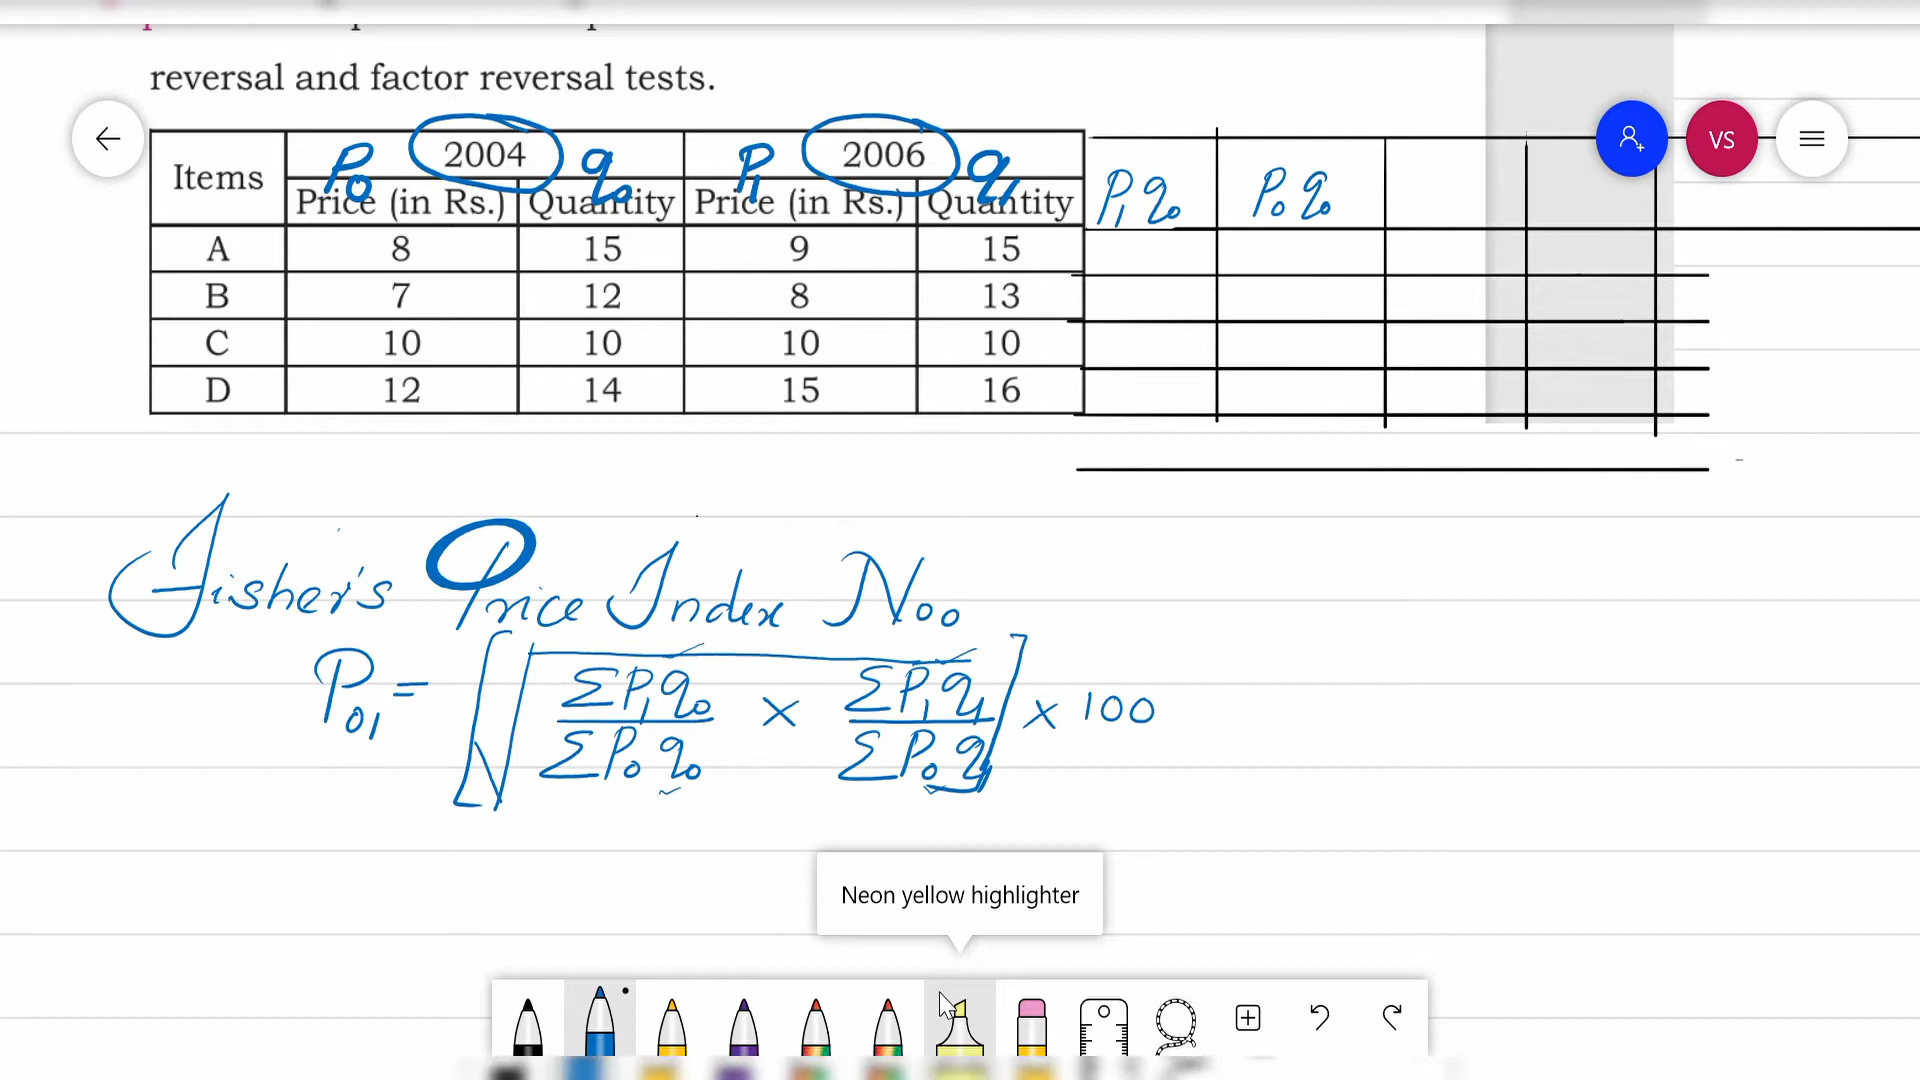 reversal and factor reversal tests.
Items P₀ 2004 q₀ P₁ 2006 q₁ P₁q₀ P₀q₀
Price (in Rs.) Quantity Price (in Rs.) Quantity
A 8 15 9 15
B 7 12 8 13
C 10 10 10 10
D 12 14 15 16
VS
Fisher's Price Index No.
P₀₁ = [√ ΣP₁q₀ × ΣP₁q₁ ] × 100
ΣP₀q₀ ΣP₀q₁
Neon yellow highlighter